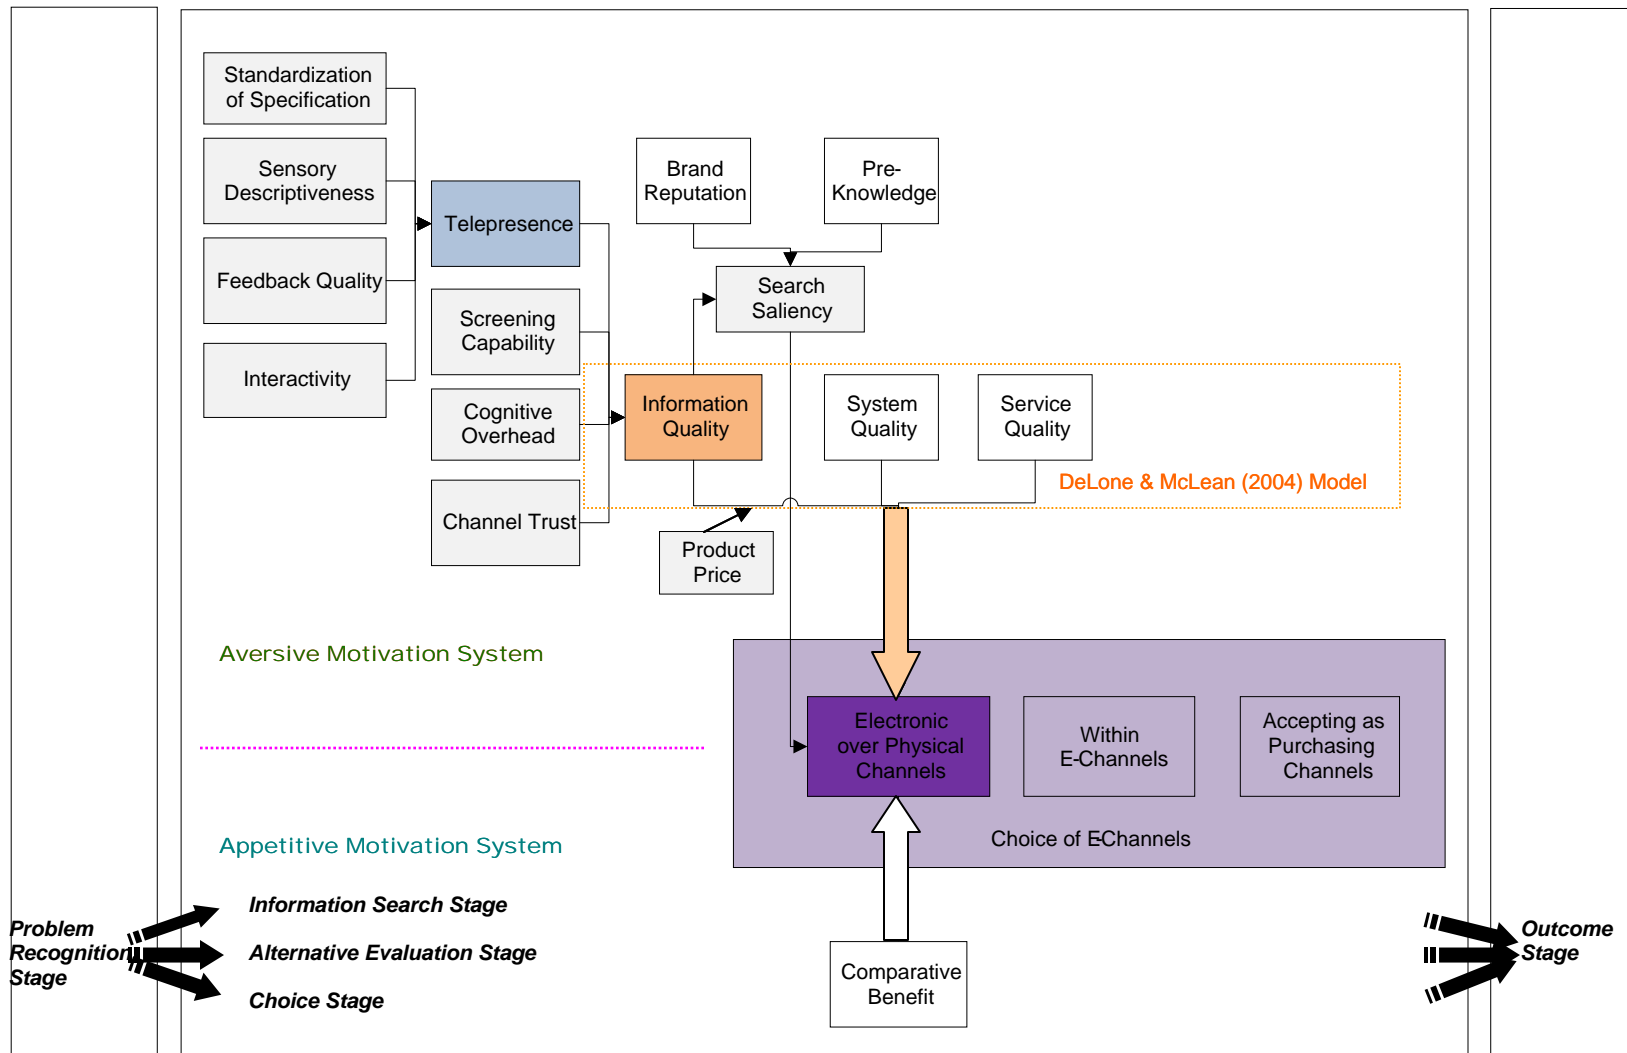 Standardization
of Specification
Sensory
Descriptiveness
Feedback Quality
Interactivity
Telepresence
Screening
Capability
Cognitive
Overhead
Channel Trust
Brand
Reputation
Pre-
Knowledge
Search
Saliency
Information
Quality
System
Quality
Service
Quality
DeLone & McLean (2004) Model
Product
Price
Aversive Motivation System
Electronic
over Physical
Channels
Within
E-Channels
Accepting as
Purchasing
Channels
Choice of E-Channels
Appetitive Motivation System
Problem
Recognition
Stage
Information Search Stage
Alternative Evaluation Stage
Choice Stage
Comparative
Benefit
Outcome
Stage